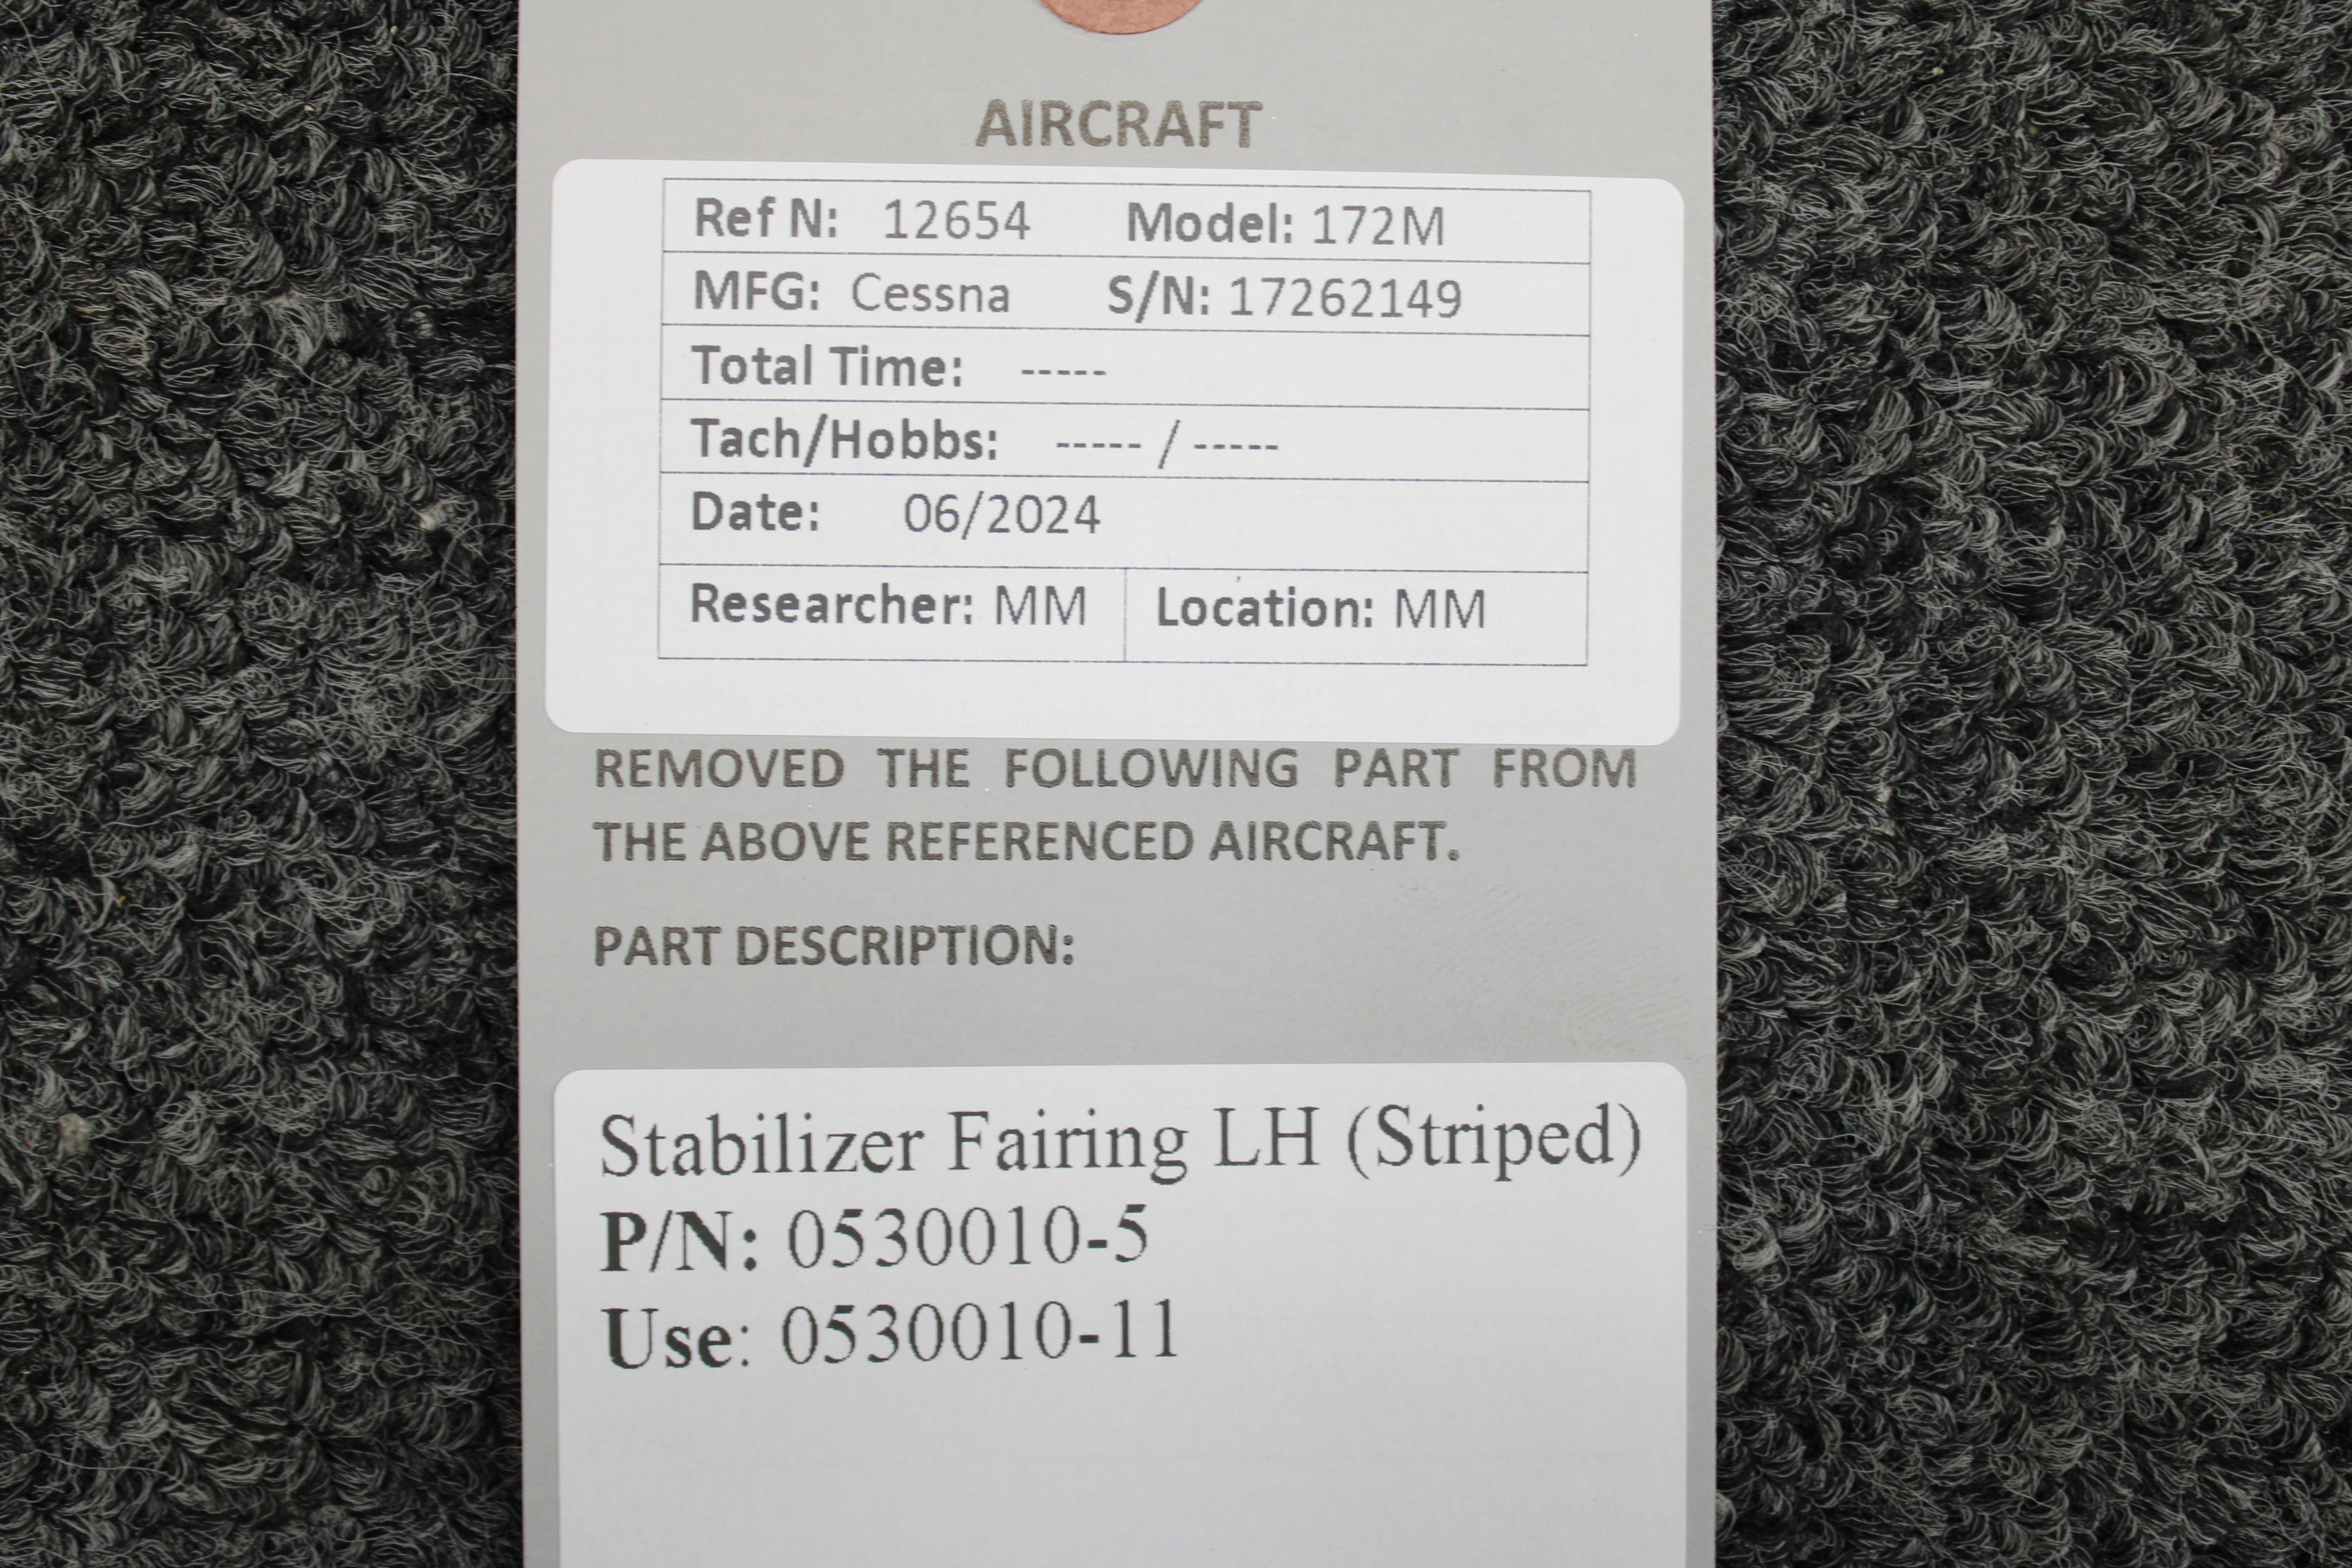 AIRCRAFT
Ref N: 12654 Model: 172M
MFG: Cessna S/N: 17262149
Total Time: -----
Tach/Hobbs: ----- / -----
Date: 06/2024
Researcher: MM Location: MM
REMOVED THE FOLLOWING PART FROM
THE ABOVE REFERENCED AIRCRAFT.
PART DESCRIPTION:
Stabilizer Fairing LH (Striped)
P/N: 0530010-5
Use: 0530010-11